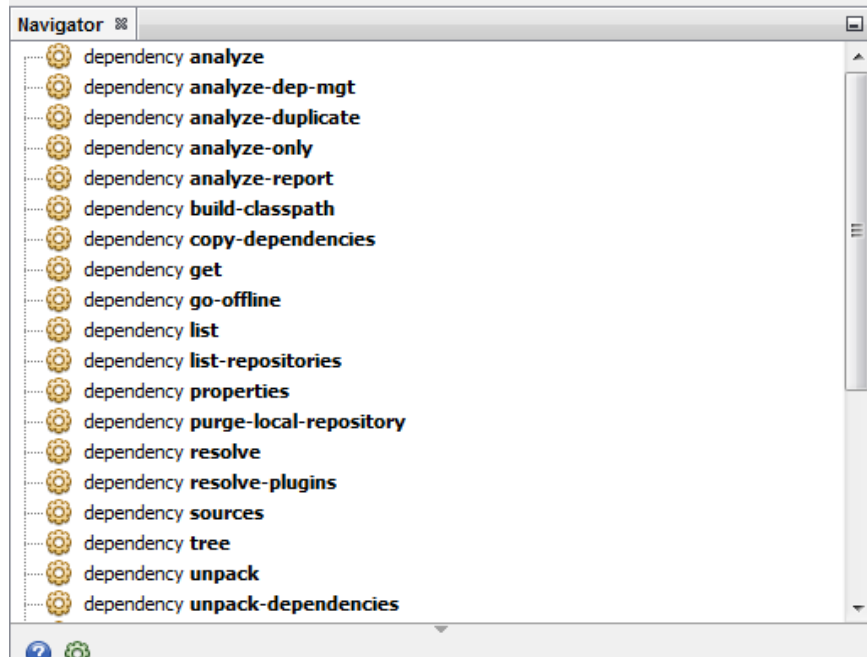 Navigator
dependency analyze
dependency analyze-dep-mgt
dependency analyze-duplicate
dependency analyze-only
dependency analyze-report
dependency build-classpath
dependency copy-dependencies
dependency get
dependency go-offline
dependency list
dependency list-repositories
dependency properties
dependency purge-local-repository
dependency resolve
dependency resolve-plugins
dependency sources
dependency tree
dependency unpack
dependency unpack-dependencies
?